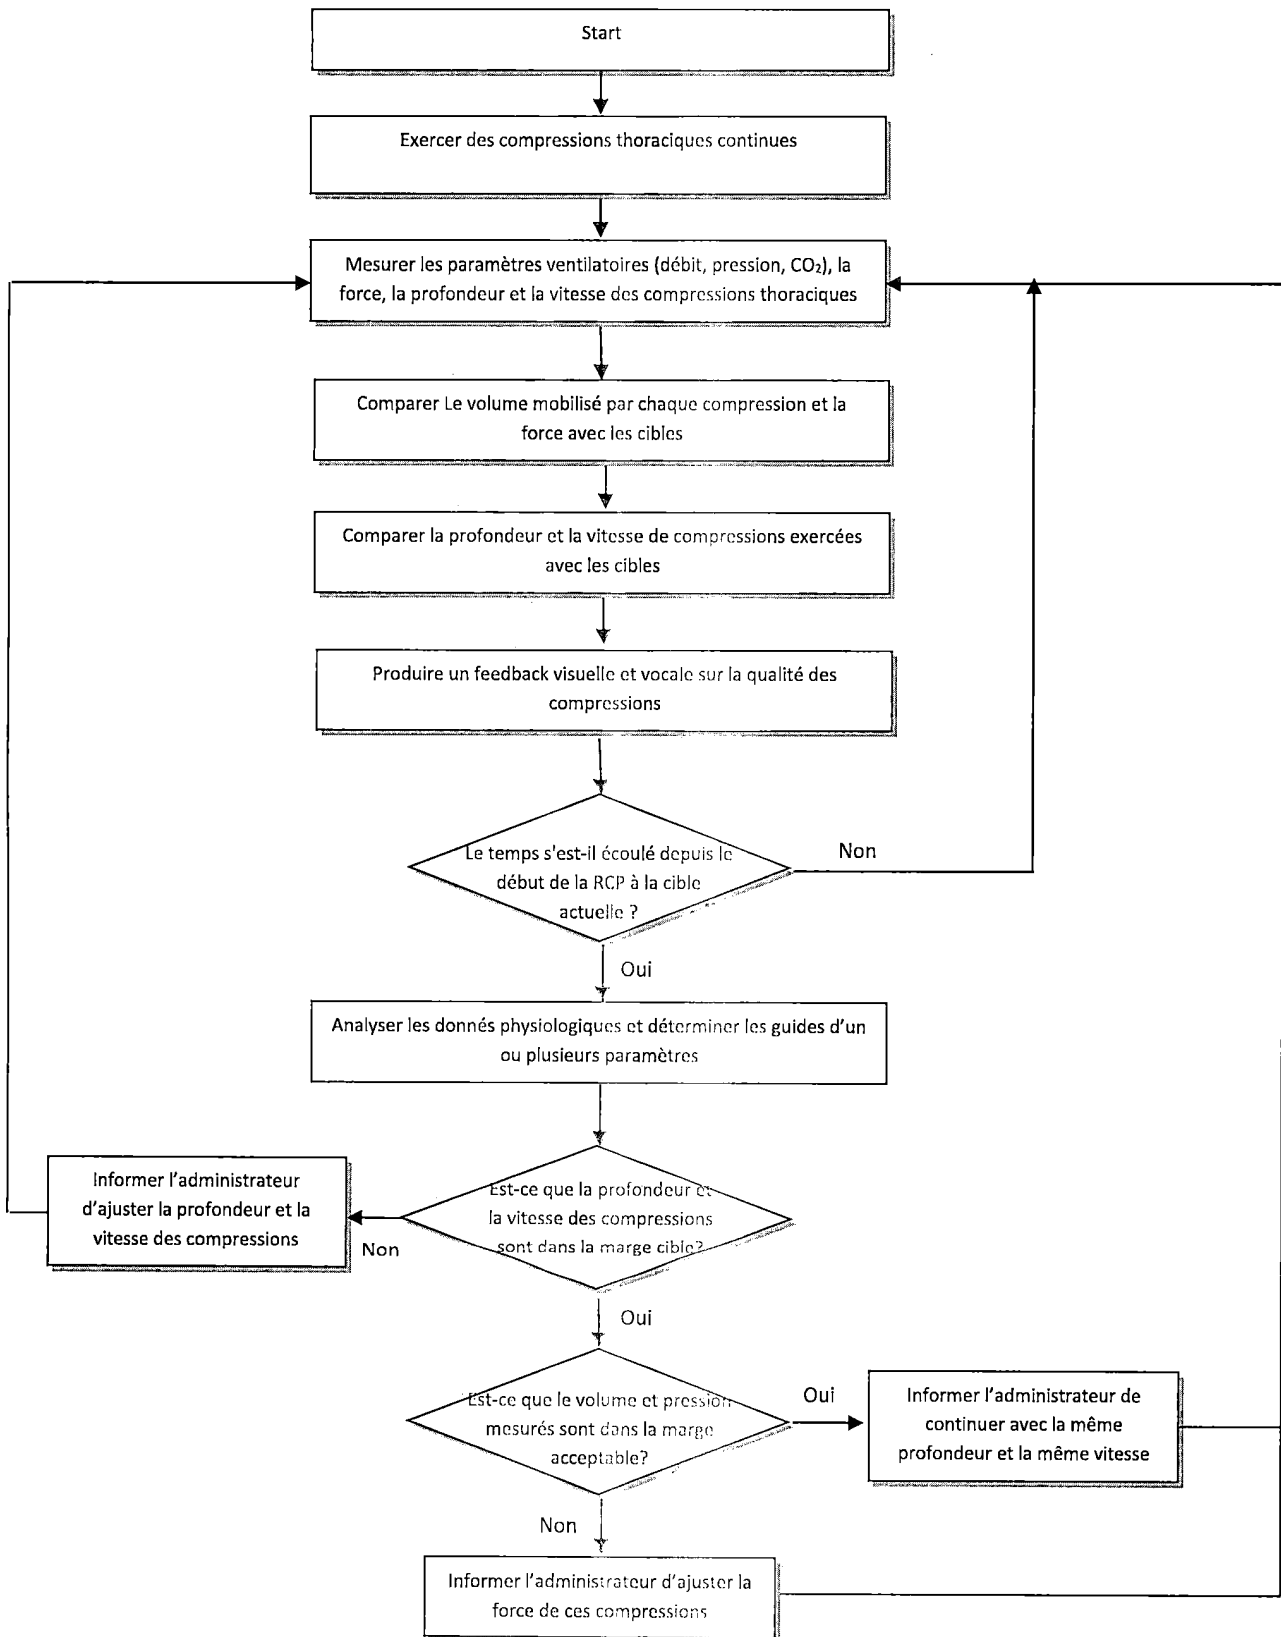 Start
Exercer des compressions thoraciques continues
Mesurer les paramètres ventilatoires (débit, pression, CO₂), la
force, la profondeur et la vitesse des compressions thoraciques
Comparer Le volume mobilisé par chaque compression et la
force avec les cibles
Comparer la profondeur et la vitesse de compressions exercées
avec les cibles
Produire un feedback visuelle et vocale sur la qualité des
compressions
Le temps s'est-il écoulé depuis le
début de la RCP à la cible
actuelle ?
Non
Oui
Analyser les donnés physiologiques et déterminer les guides d'un
ou plusieurs paramètres
Est-ce que la profondeur et
la vitesse des compressions
sont dans la marge cible?
Non
Informer l'administrateur
d'ajuster la profondeur et la
vitesse des compressions
Oui
Est-ce que le volume et pression
mesurés sont dans la marge
acceptable?
Oui
Informer l'administrateur de
continuer avec la même
profondeur et la même vitesse
Non
Informer l'administrateur d'ajuster la
force de ces compressions